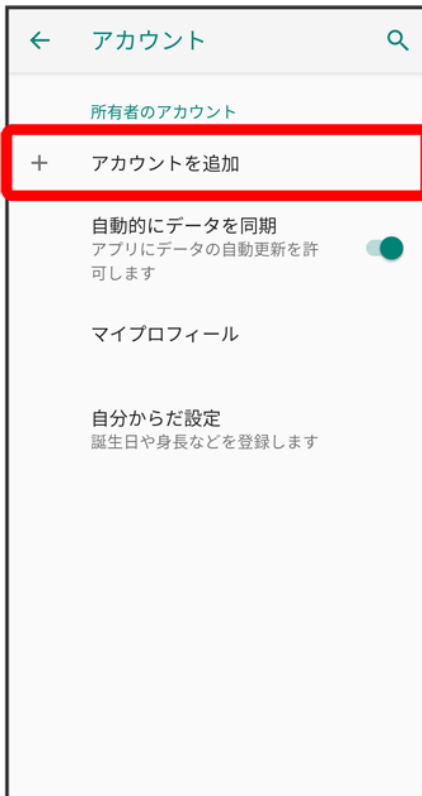 アカウント
所有者のアカウント
アカウントを追加
自動的にデータを同期
アプリにデータの自動更新を許
可します
マイプロフィール
自分からだ設定
誕生日や身長などを登録します